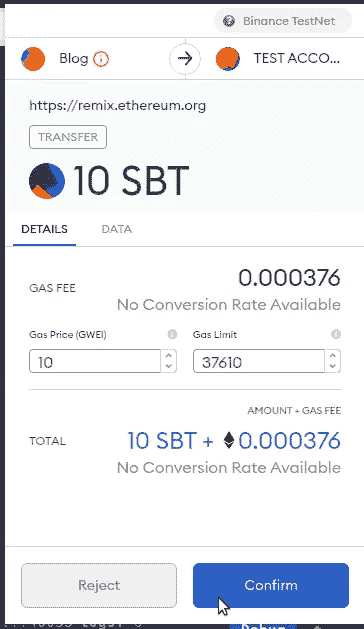 Binance TestNet
Blog TEST ACCO...
https://remix.ethereum.org
TRANSFER
10 SBT
DETAILS DATA
GAS FEE 0.000376
No Conversion Rate Available
Gas Price (GWEI) Gas Limit
10 37610
AMOUNT + GAS FEE
TOTAL 10 SBT + 0.000376
No Conversion Rate Available
Reject Confirm